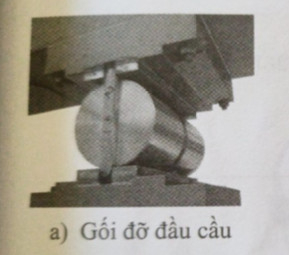 a) Gối đỡ đầu cầu